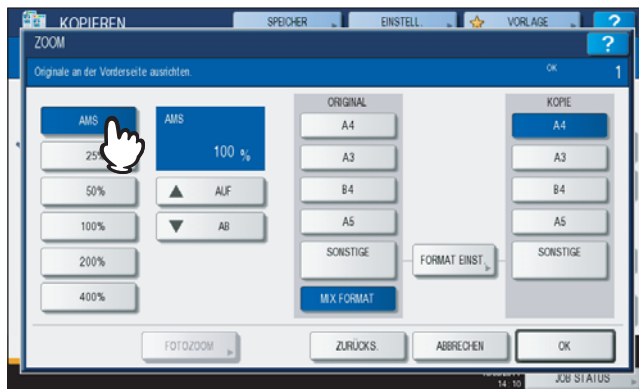 KOPIEREN
SPEICHER
EINSTELL.
VORLAGE
?
ZOOM
?
Originale an der Vorderseite ausrichten.
OK
1
ORIGINAL
KOPIE
AMS
AMS
100 %
A4
A4
25%
A3
A3
50%
AUF
B4
B4
100%
AB
A5
A5
200%
SONSTIGE
FORMAT EINST.
SONSTIGE
400%
MIX FORMAT
FOTOZOOM
ZURÜCKS.
ABBRECHEN
OK
14:10
JOB STATUS